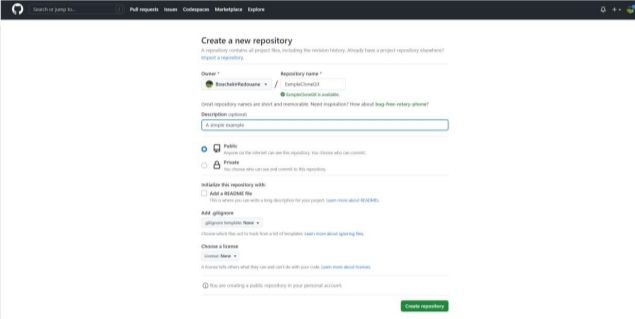 Search or jump to...
/
Pull requests Issues Codespaces Marketplace Explore
Create a new repository
A repository contains all project files, including the revision history. Already have a project repository elsewhere?
Import a repository.
Owner * Repository name *
BouchekifRedouane / ExmpleCloneGit
ExmpleCloneGit is available.
Great repository names are short and memorable. Need inspiration? How about bug-free-rotary-phone?
Description (optional)
A simple example
Public
Anyone on the internet can see this repository. You choose who can commit.
Private
You choose who can see and commit to this repository.
Initialize this repository with:
Add a README file
This is where you can write a long description for your project. Learn more about READMEs.
Add .gitignore
.gitignore template: None
Choose which files not to track from a list of templates. Learn more about ignoring files.
Choose a license
License: None
A license tells others what they can and can't do with your code. Learn more about licenses.
You are creating a public repository in your personal account.
Create repository